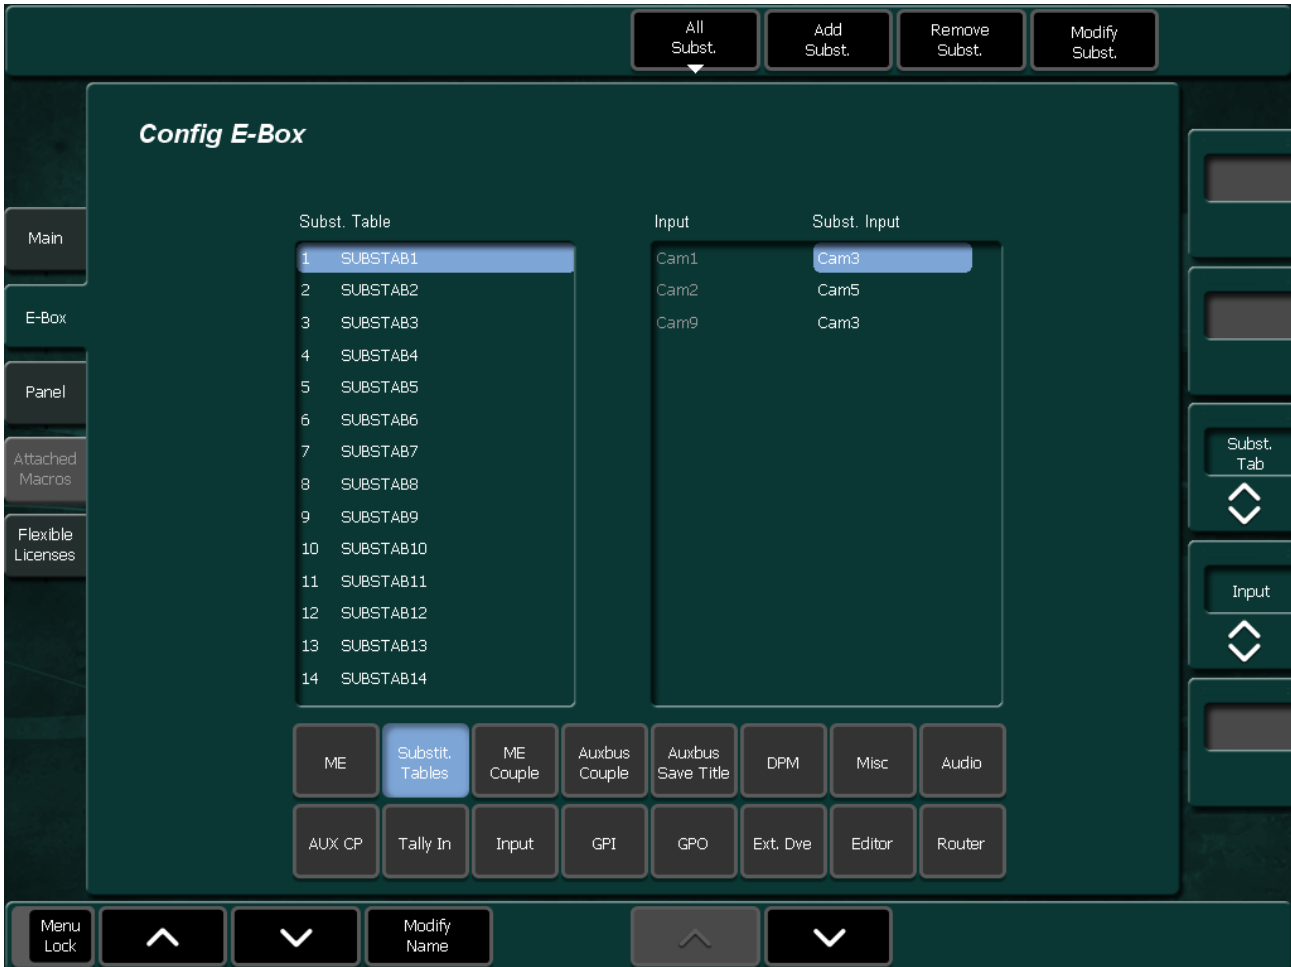 All
Subst.
Add
Subst.
Remove
Subst.
Modify
Subst.
Config E-Box
Main
E-Box
Panel
Attached
Macros
Flexible
Licenses
Subst. Table
Input Subst. Input
1 SUBSTAB1
2 SUBSTAB2
3 SUBSTAB3
4 SUBSTAB4
5 SUBSTAB5
6 SUBSTAB6
7 SUBSTAB7
8 SUBSTAB8
9 SUBSTAB9
10 SUBSTAB10
11 SUBSTAB11
12 SUBSTAB12
13 SUBSTAB13
14 SUBSTAB14
Cam1 Cam3
Cam2 Cam5
Cam9 Cam3
Subst.
Tab
Input
ME
Substit.
Tables
ME
Couple
Auxbus
Couple
Auxbus
Save Title
DPM
Misc
Audio
AUX CP
Tally In
Input
GPI
GPO
Ext. Dve
Editor
Router
Menu
Lock
Modify
Name